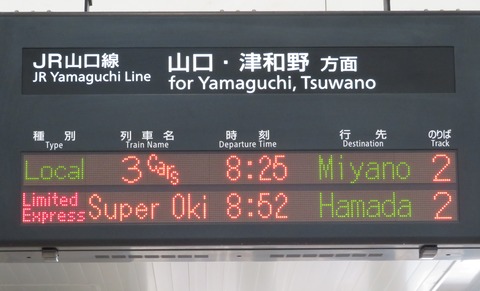 JR山口線 山口・津和野 方面
JR Yamaguchi Line for Yamaguchi, Tsuwano
種別 列車名 時刻 行先 のりば
Type Train Name Departure Time Destination Track
Local 3 Cars 8:25 Miyano 2
Limited Express Super Oki 8:52 Hamada 2